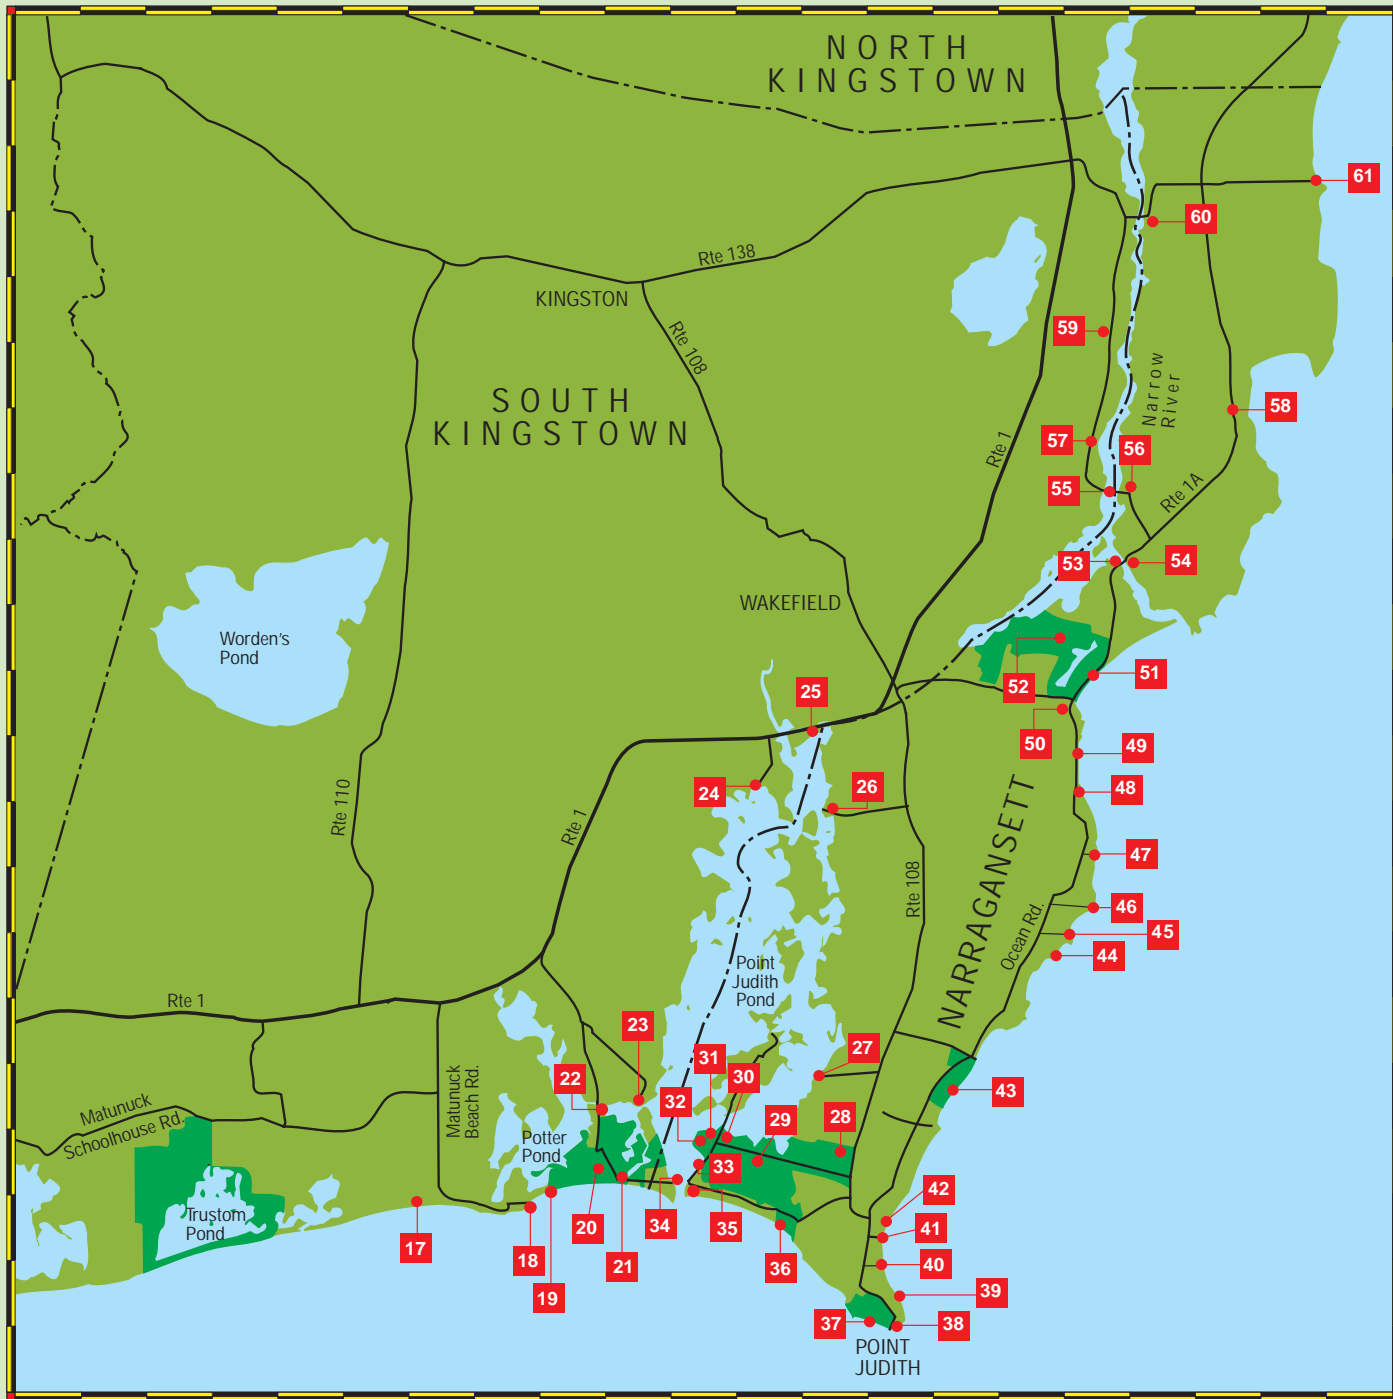 NORTH
KINGSTOWN
61
60
Rte 138
KINGSTON
59
Rte 108
Narrow
River
SOUTH
KINGSTOWN
58
57
Rte 1
56
55
Rte 1A
53
54
WAKEFIELD
Worden's
Pond
52
51
25
50
49
24
26
48
Rte 110
Rte 1
47
Rte 108
NARRAGANSETT
46
Ocean Rd.
45
44
Point
Judith
Pond
Rte 1
23
27
31
30
22
32
43
Matunuck
Schoolhouse Rd.
Matunuck
Beach Rd.
29
28
Potter
Pond
33
42
Trustom
Pond
17
18
20
21
34
35
41
36
40
19
39
37
38
POINT
JUDITH